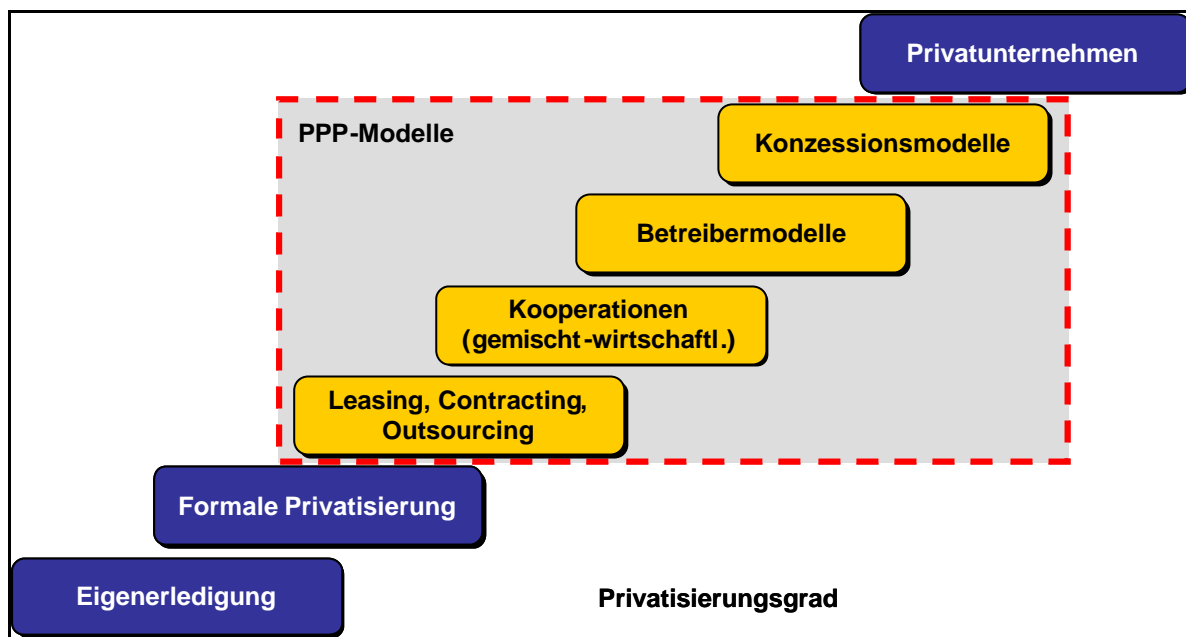 Privatunternehmen
PPP-Modelle
Konzessionsmodelle
Betreibermodelle
Kooperationen
(gemischt-wirtschaftl.)
Leasing, Contracting,
Outsourcing
Formale Privatisierung
Eigenerledigung
Privatisierungsgrad